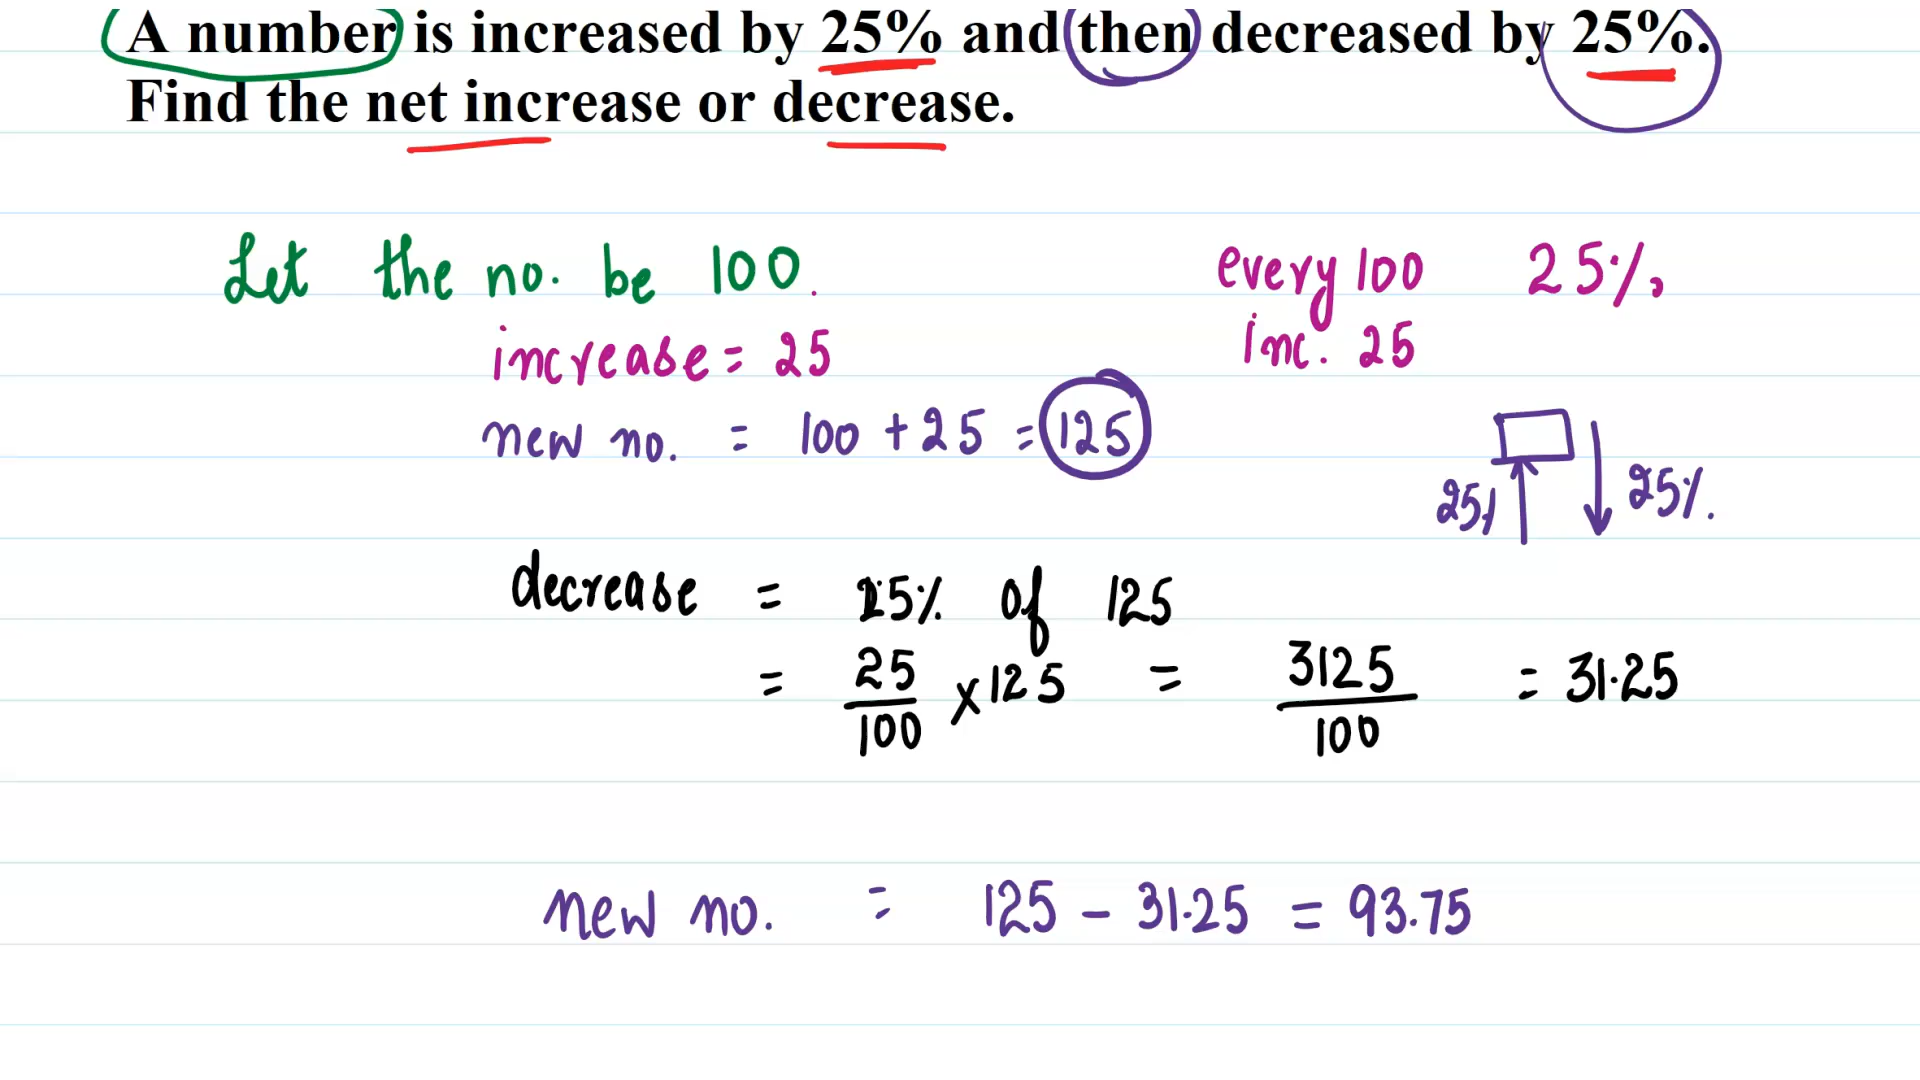 A number is increased by 25% and then decreased by 25%.
Find the net increase or decrease.
Let the no. be 100.
every 100 25%
increase = 25
inc. 25
new no. = 100 + 25 = 125
25% 25%.
decrease = 25% of 125
= 25/100 × 125 = 3125/100 = 31.25
new no. = 125 - 31.25 = 93.75